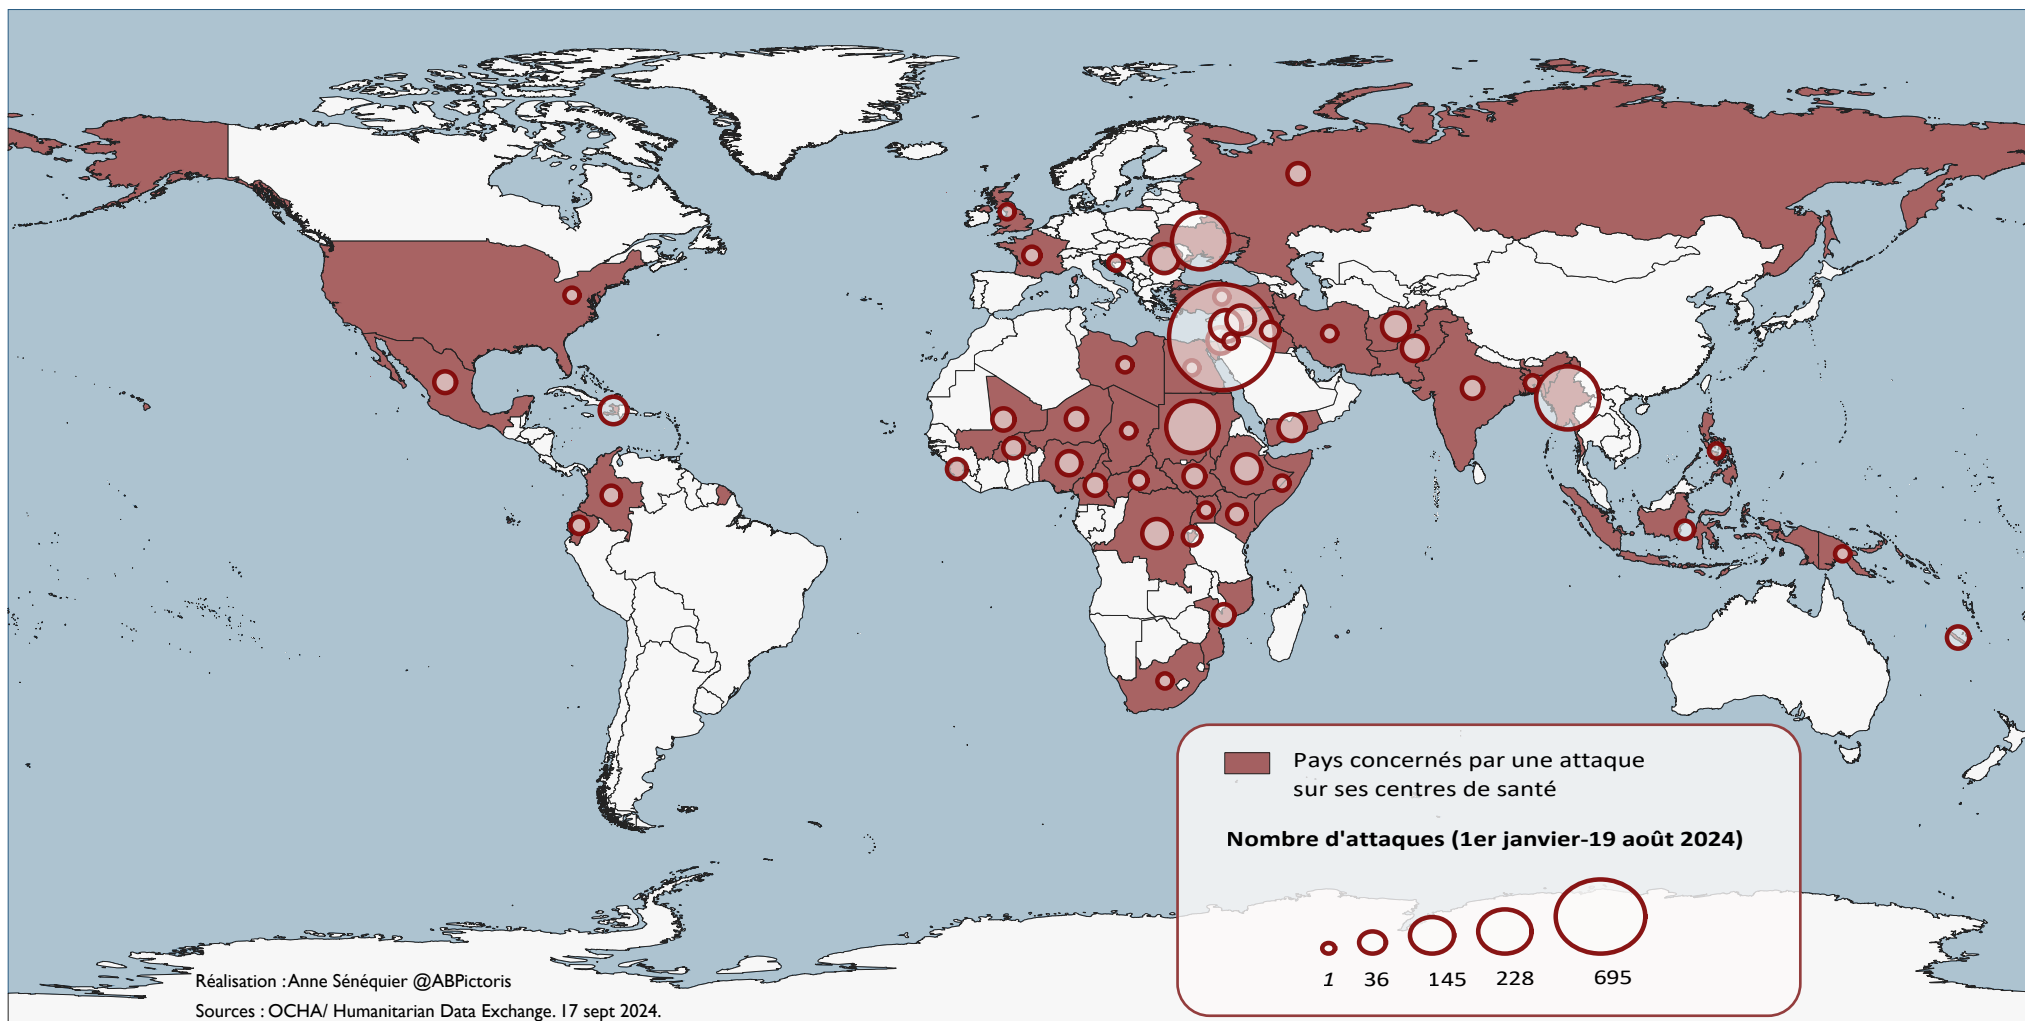 Pays concernés par une attaque
sur ses centres de santé
Nombre d'attaques (1er janvier-19 août 2024)
1 36 145 228 695
Réalisation : Anne Sénéquier @ABPictoris
Sources : OCHA/ Humanitarian Data Exchange. 17 sept 2024.